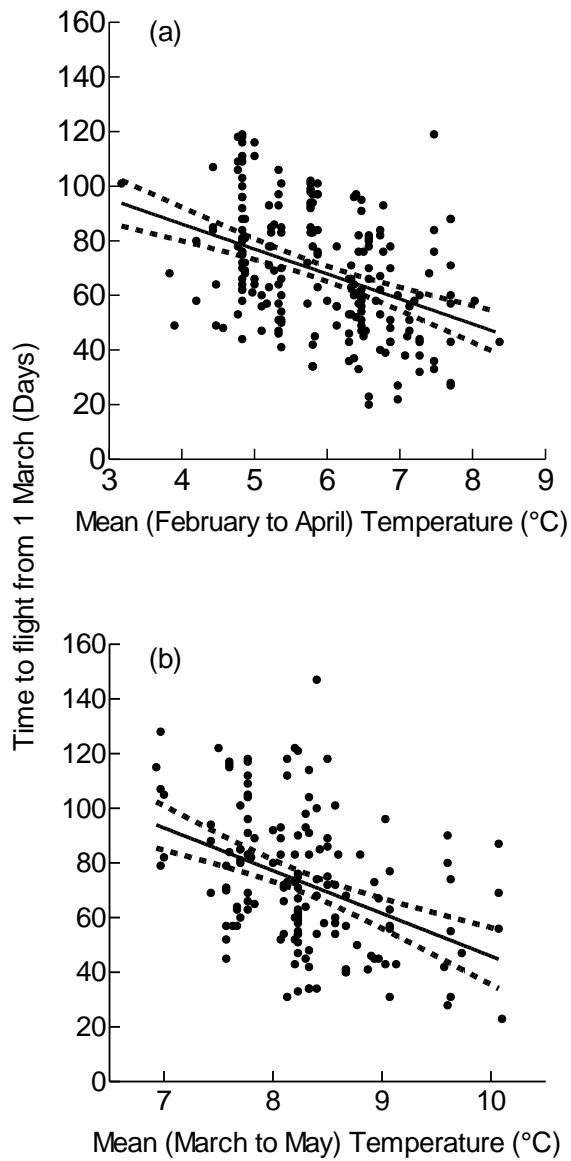 (a)
160
140
120
100
80
60
40
20
0
3 4 5 6 7 8 9
Mean (February to April) Temperature (°C)
Time to flight from 1 March (Days)
(b)
160
140
120
100
80
60
40
20
0
7 8 9 10
Mean (March to May) Temperature (°C)